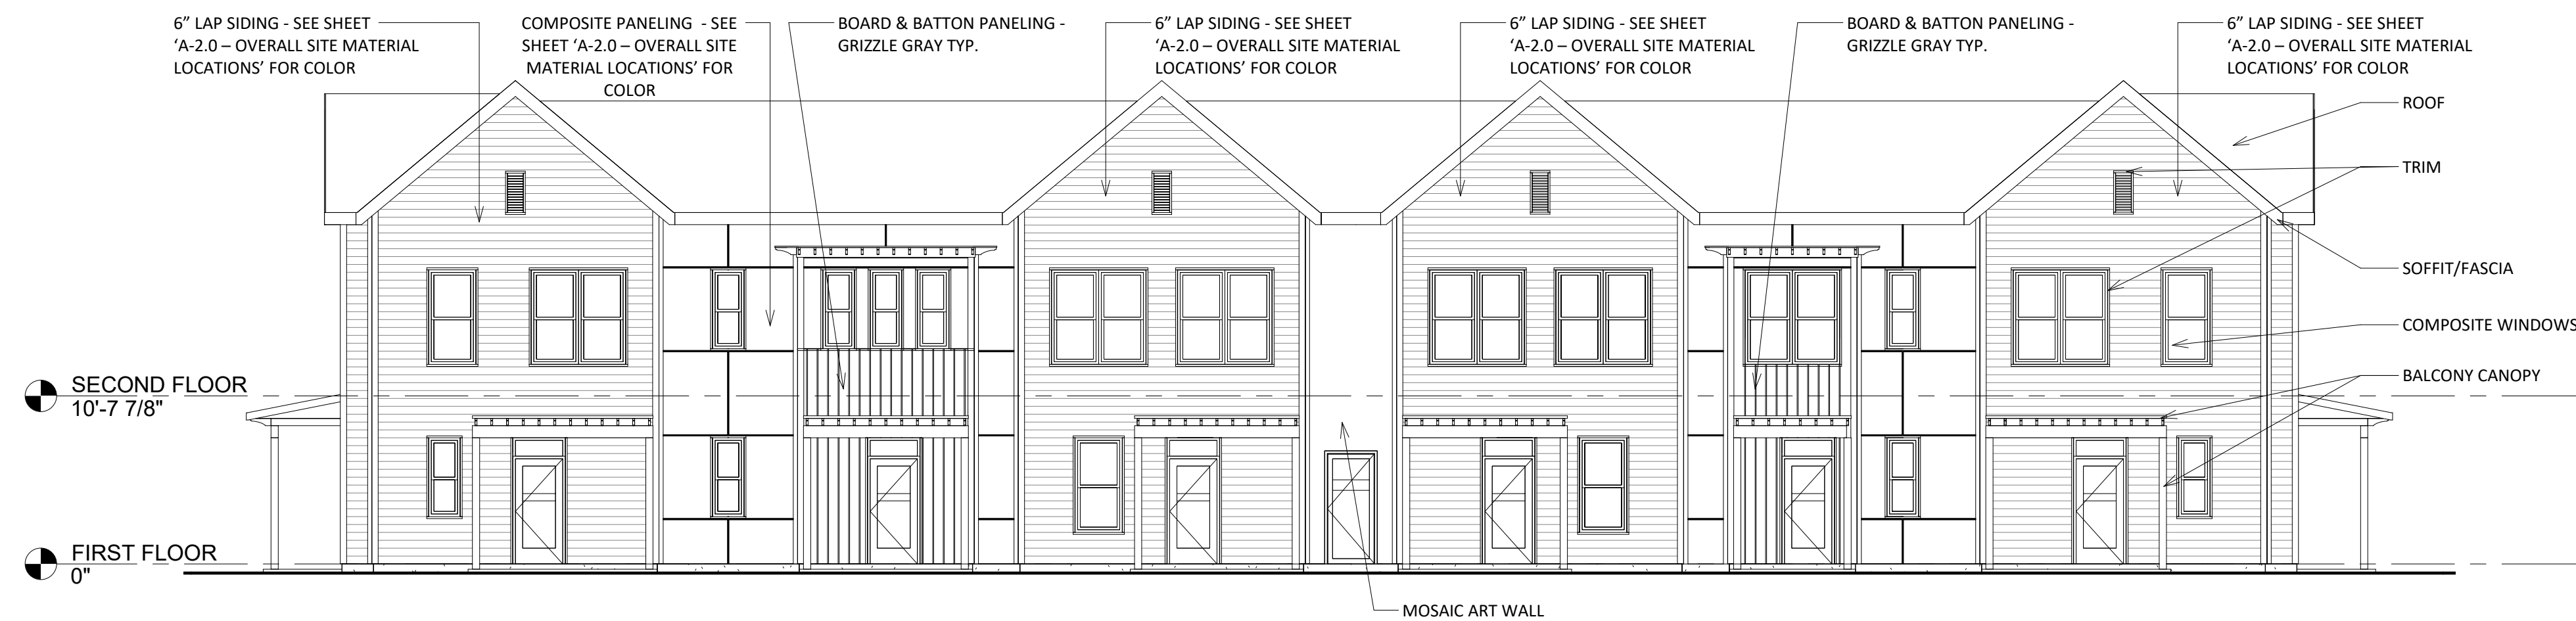 6” LAP SIDING - SEE SHEET
‘A-2.0 – OVERALL SITE MATERIAL
LOCATIONS’ FOR COLOR
COMPOSITE PANELING - SEE
SHEET ‘A-2.0 – OVERALL SITE
MATERIAL LOCATIONS’ FOR
COLOR
BOARD & BATTON PANELING -
GRIZZLE GRAY TYP.
6” LAP SIDING - SEE SHEET
‘A-2.0 – OVERALL SITE MATERIAL
LOCATIONS’ FOR COLOR
6” LAP SIDING - SEE SHEET
‘A-2.0 – OVERALL SITE MATERIAL
LOCATIONS’ FOR COLOR
BOARD & BATTON PANELING -
GRIZZLE GRAY TYP.
6” LAP SIDING - SEE SHEET
‘A-2.0 – OVERALL SITE MATERIAL
LOCATIONS’ FOR COLOR
ROOF
TRIM
SOFFIT/FASCIA
COMPOSITE WINDOWS
BALCONY CANOPY
SECOND FLOOR
10'-7 7/8"
FIRST FLOOR
0"
MOSAIC ART WALL